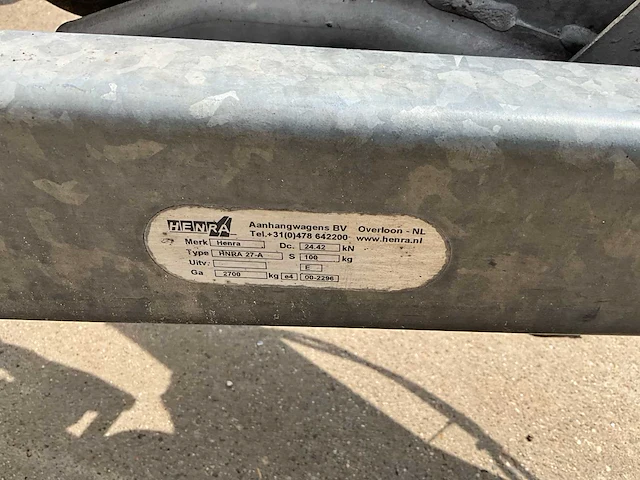 HENRA Aanhangwagens BV Overloon - NL
Tel.+31(0)478 642200 www.henra.nl
Merk Henra Dc. 24.42 kN
Type HNRA 27-A S 100 kg
Uitv. E
Ga 2700 kg e4 00-2296